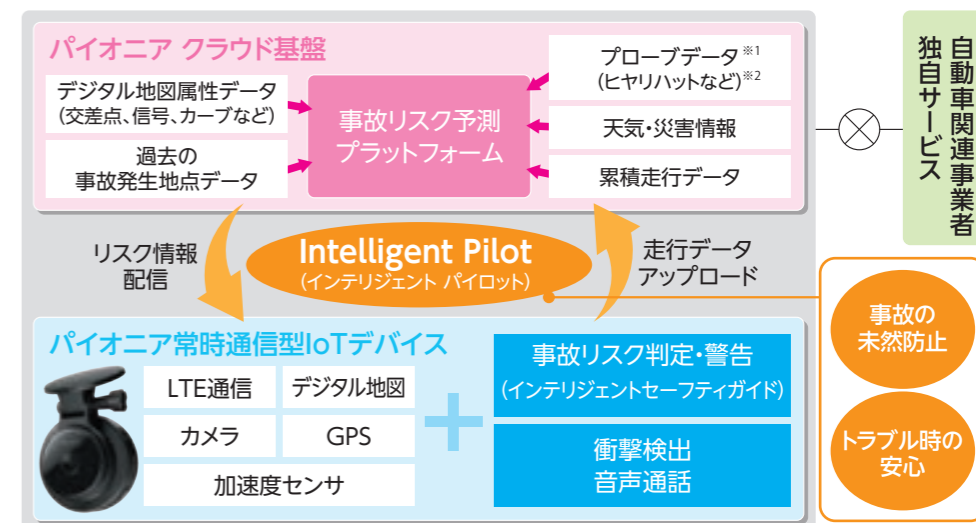 パイオニア クラウド基盤
デジタル地図属性データ
(交差点、信号、カーブなど)
過去の
事故発生地点データ
事故リスク予測
プラットフォーム
プローブデータ※1
(ヒヤリハットなど)※2
天気・災害情報
累積走行データ
自動車関連事業者
独自サービス
リスク情報
配信
Intelligent Pilot
(インテリジェント パイロット)
走行データ
アップロード
パイオニア常時通信型IoTデバイス
LTE通信
デジタル地図
カメラ
GPS
加速度センサ
+
事故リスク判定・警告
(インテリジェントセーフティガイド)
衝撃検出
音声通話
事故の
未然防止
トラブル時の
安心